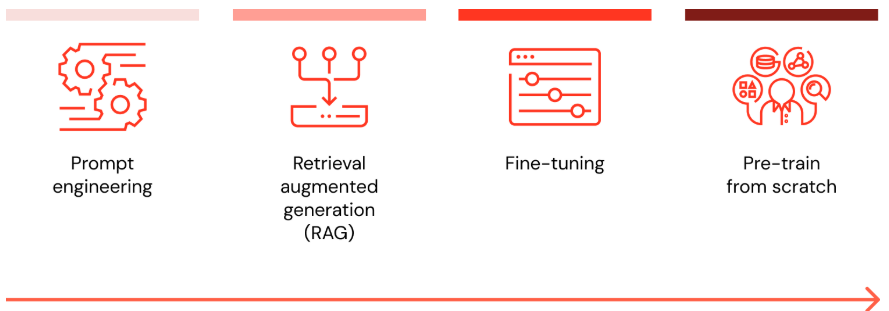 Prompt
engineering
Retrieval
augmented
generation
(RAG)
Fine-tuning
Pre-train
from scratch